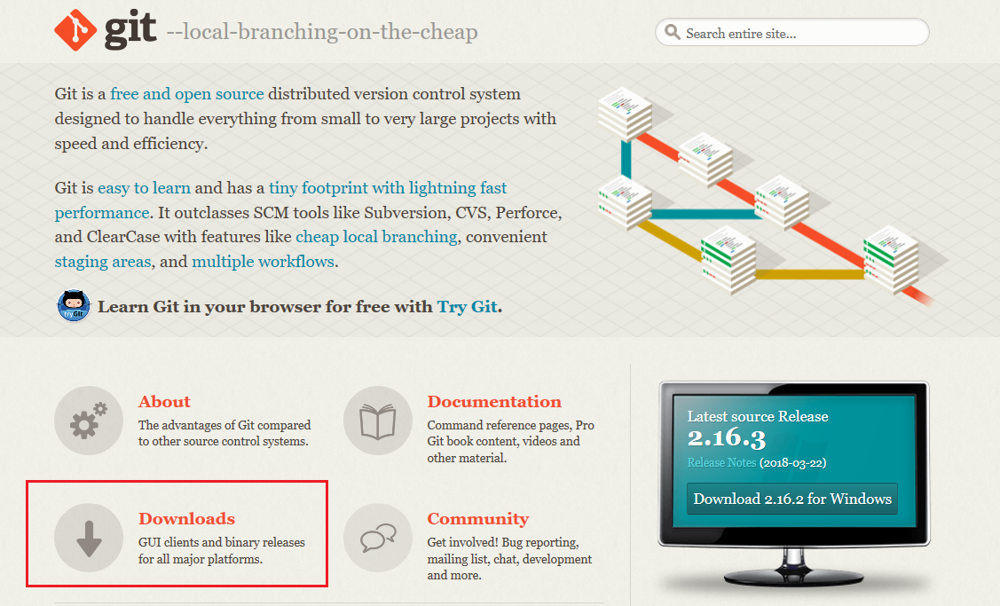 git --local-branching-on-the-cheap
Search entire site...
Git is a free and open source distributed version control system
designed to handle everything from small to very large projects with
speed and efficiency.
Git is easy to learn and has a tiny footprint with lightning fast
performance. It outclasses SCM tools like Subversion, CVS, Perforce,
and ClearCase with features like cheap local branching, convenient
staging areas, and multiple workflows.
tryGit
Learn Git in your browser for free with Try Git.
About
The advantages of Git compared
to other source control systems.
Documentation
Command reference pages, Pro
Git book content, videos and
other material.
Downloads
GUI clients and binary releases
for all major platforms.
Community
Get involved! Bug reporting,
mailing list, chat, development
and more.
Latest source Release
2.16.3
Release Notes (2018-03-22)
Download 2.16.2 for Windows